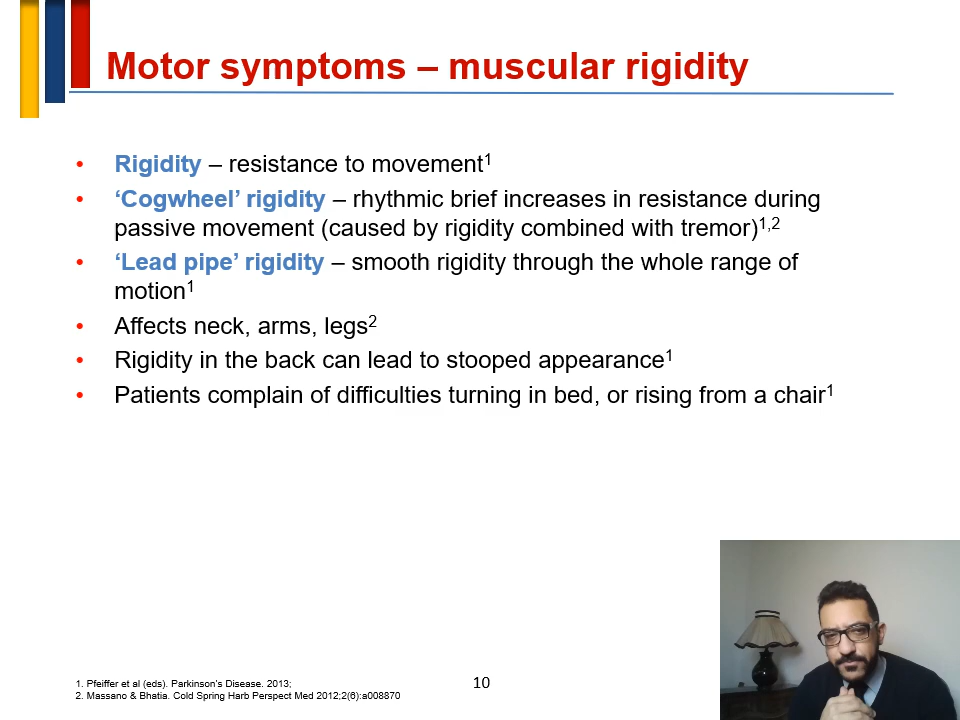 Motor symptoms – muscular rigidity
• Rigidity – resistance to movement1
• ‘Cogwheel’ rigidity – rhythmic brief increases in resistance during
passive movement (caused by rigidity combined with tremor)1,2
• ‘Lead pipe’ rigidity – smooth rigidity through the whole range of
motion1
• Affects neck, arms, legs2
• Rigidity in the back can lead to stooped appearance1
• Patients complain of difficulties turning in bed, or rising from a chair1
1. Pfeiffer et al (eds). Parkinson’s Disease. 2013;
2. Massano & Bhatia. Cold Spring Harb Perspect Med 2012;2(6):a008870
10